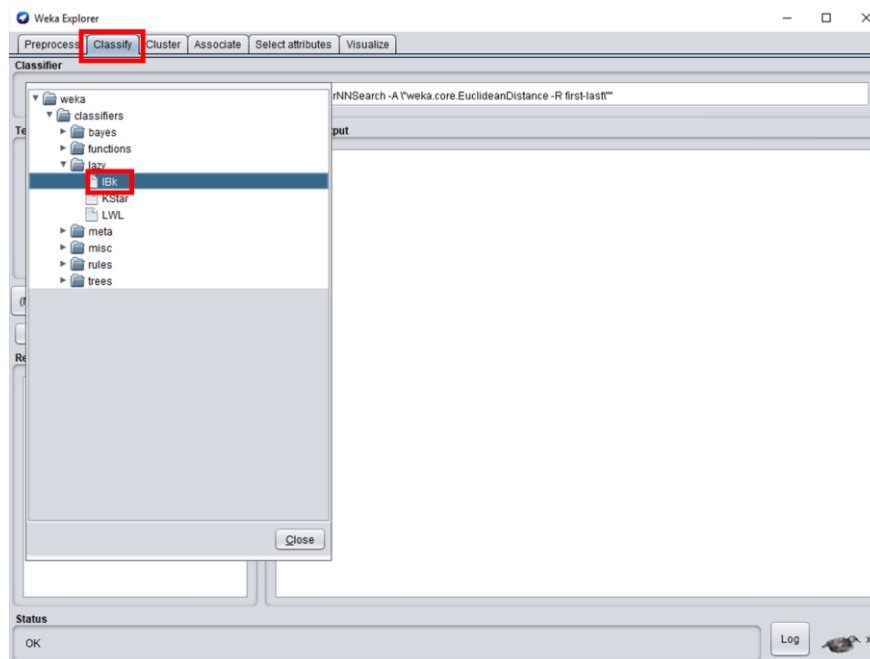 Weka Explorer
Preprocess Classify Cluster Associate Select attributes Visualize
Classifier
rNNSearch -A \"weka.core.EuclideanDistance -R first-last\""
weka
classifiers
Te
put
bayes
functions
lazy
IBk
KStar
LWL
meta
misc
rules
trees
Re
Close
Status
OK
Log
x